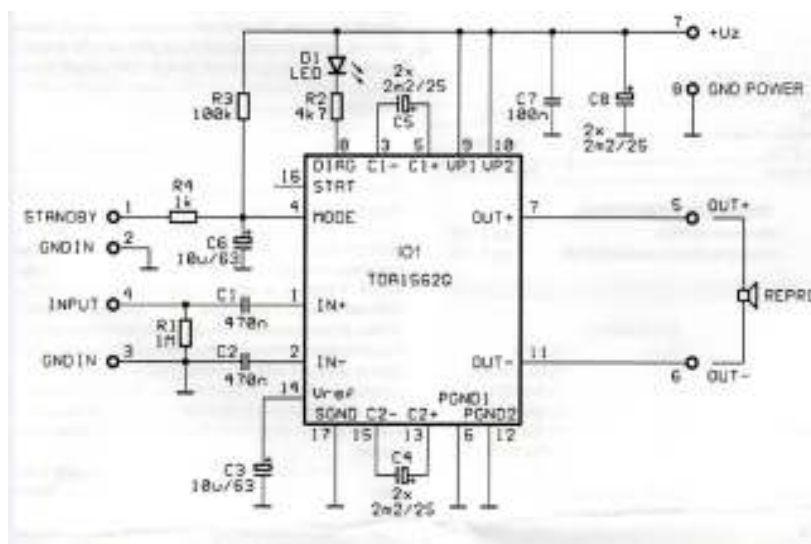 7
+Uz
D1
LED
2x
2m2/25
R3
100k
R2
4k7
C5
C7
100n
C8
2x
2m2/25
8
GND POWER
8
3
5
9
10
DIAG
C1-
C1+
VP1
VP2
16
STAT
STANDBY
1
R4
1k
4
MODE
OUT+
7
5
OUT+
GNDIN
2
C6
10u/63
IO1
TDA1562Q
INPUT
4
C1
470n
1
IN+
REPRO
R1
1M
GNDIN
3
C2
470n
2
IN-
OUT-
11
6
OUT-
14
Vref
PGND1
SGND
C2-
C2+
PGND2
17
15
13
6
12
C3
10u/63
C4
2x
2m2/25